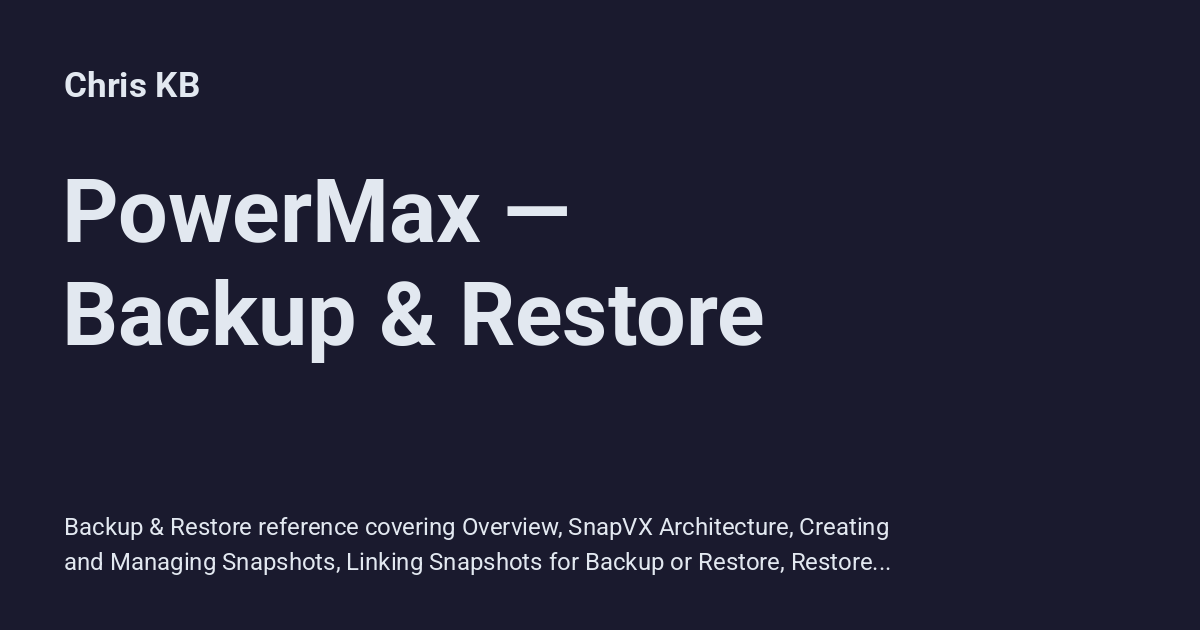 Chris KB
PowerMax —
Backup & Restore
Backup & Restore reference covering Overview, SnapVX Architecture, Creating
and Managing Snapshots, Linking Snapshots for Backup or Restore, Restore...